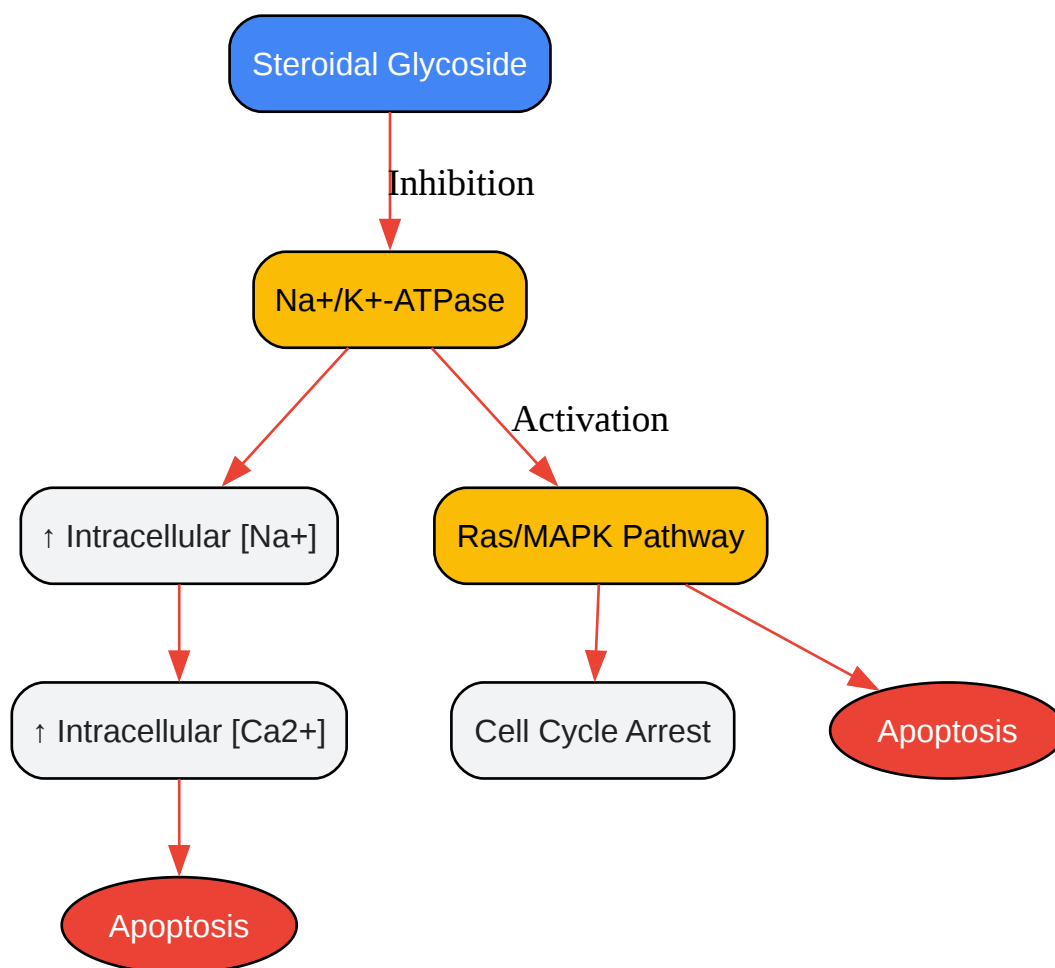 Steroidal Glycoside
Inhibition
Na+/K+-ATPase
Activation
↑ Intracellular [Na+]
Ras/MAPK Pathway
↑ Intracellular [Ca2+]
Cell Cycle Arrest
Apoptosis
Apoptosis